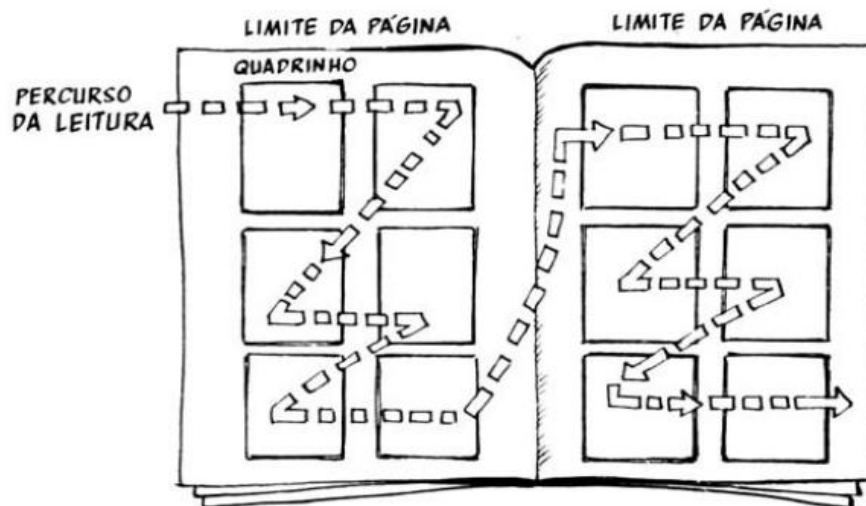 LIMITE DA PÁGINA
LIMITE DA PÁGINA
QUADRINHO
PERCURSO
DA LEITURA